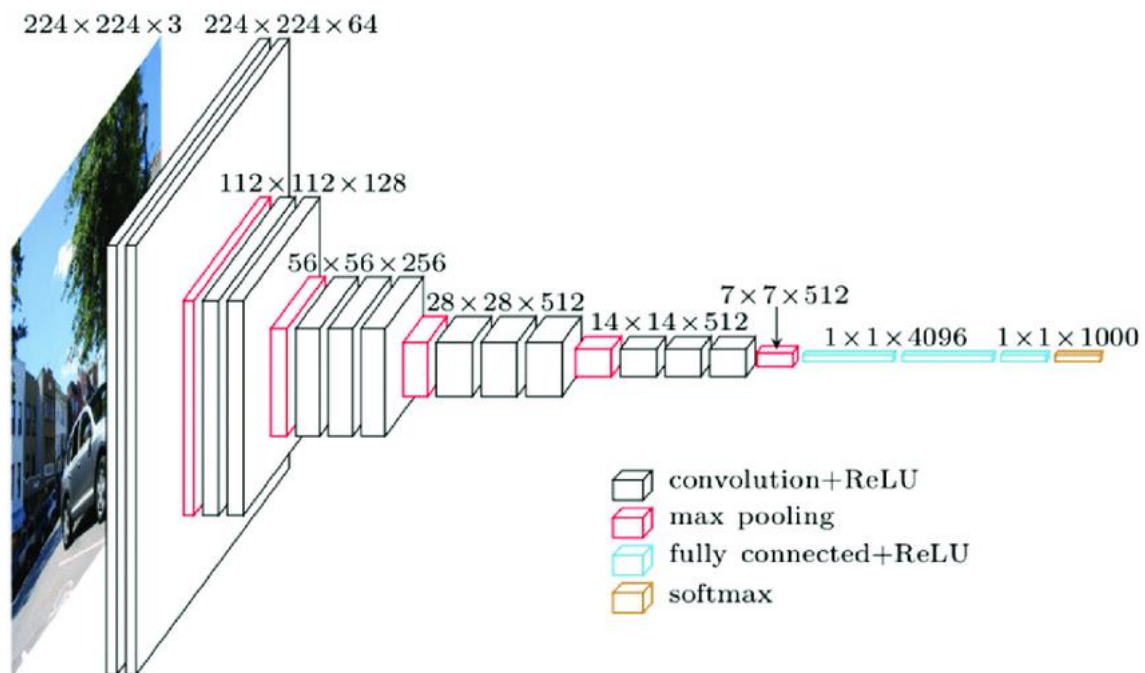 224 × 224 × 3
224 × 224 × 64
112 × 112 × 128
56 × 56 × 256
28 × 28 × 512
14 × 14 × 512
7 × 7 × 512
1 × 1 × 4096
1 × 1 × 1000
convolution+ReLU
max pooling
fully connected+ReLU
softmax